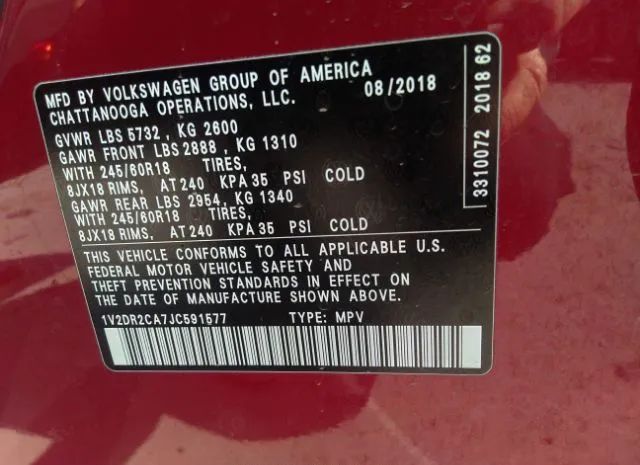 MFD BY VOLKSWAGEN GROUP OF AMERICA
CHATTANOOGA OPERATIONS, LLC. 08/2018
GVWR LBS 5732 , KG 2600
GAWR FRONT LBS 2888 , KG 1310
WITH 245/60R18 TIRES,
8JX18 RIMS, AT 240 KPA 35 PSI COLD
GAWR REAR LBS 2954, KG 1340
WITH 245/60R18 TIRES,
8JX18 RIMS, AT 240 KPA 35 PSI COLD
THIS VEHICLE CONFORMS TO ALL APPLICABLE U.S.
FEDERAL MOTOR VEHICLE SAFETY AND
THEFT PREVENTION STANDARDS IN EFFECT ON
THE DATE OF MANUFACTURE SHOWN ABOVE.
1V2DR2CA7JC591577 TYPE: MPV
3310072 2018 62